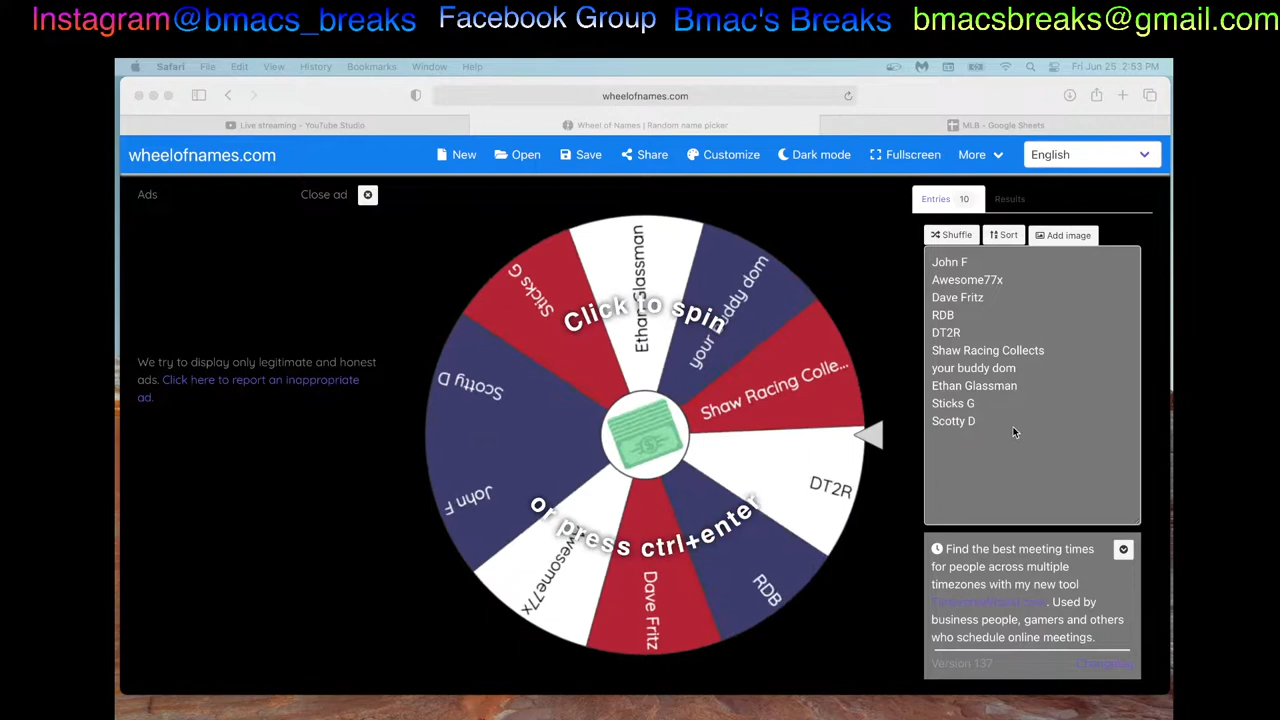 Instagram@bmacs_breaks Facebook Group Bmac's Breaks bmacsbreaks@gmail.com
Safari File Edit View History Bookmarks Window Help Fri Jun 25 2:53 PM
wheelofnames.com
Live streaming - YouTube Studio Wheel of Names | Random name picker MLB - Google Sheets
wheelofnames.com New Open Save Share Customize Dark mode Fullscreen More English
Ads Close ad
Entries 10 Results
Shuffle Sort Add image
John F
Awesome77x
Dave Fritz
RDB
DT2R
Shaw Racing Collects
your buddy dom
Ethan Glassman
Sticks G
Scotty D
We try to display only legitimate and honest
ads. Click here to report an inappropriate
ad.
Click to spin
or press ctrl+enter
Sticks G
Ethan Glassman
your buddy dom
Shaw Racing Colle...
DT2R
RDB
Dave Fritz
Awesome77x
John F
Scotty D
Find the best meeting times
for people across multiple
timezones with my new tool
. Used by
business people, gamers and others
who schedule online meetings.
Version 137 Changelog